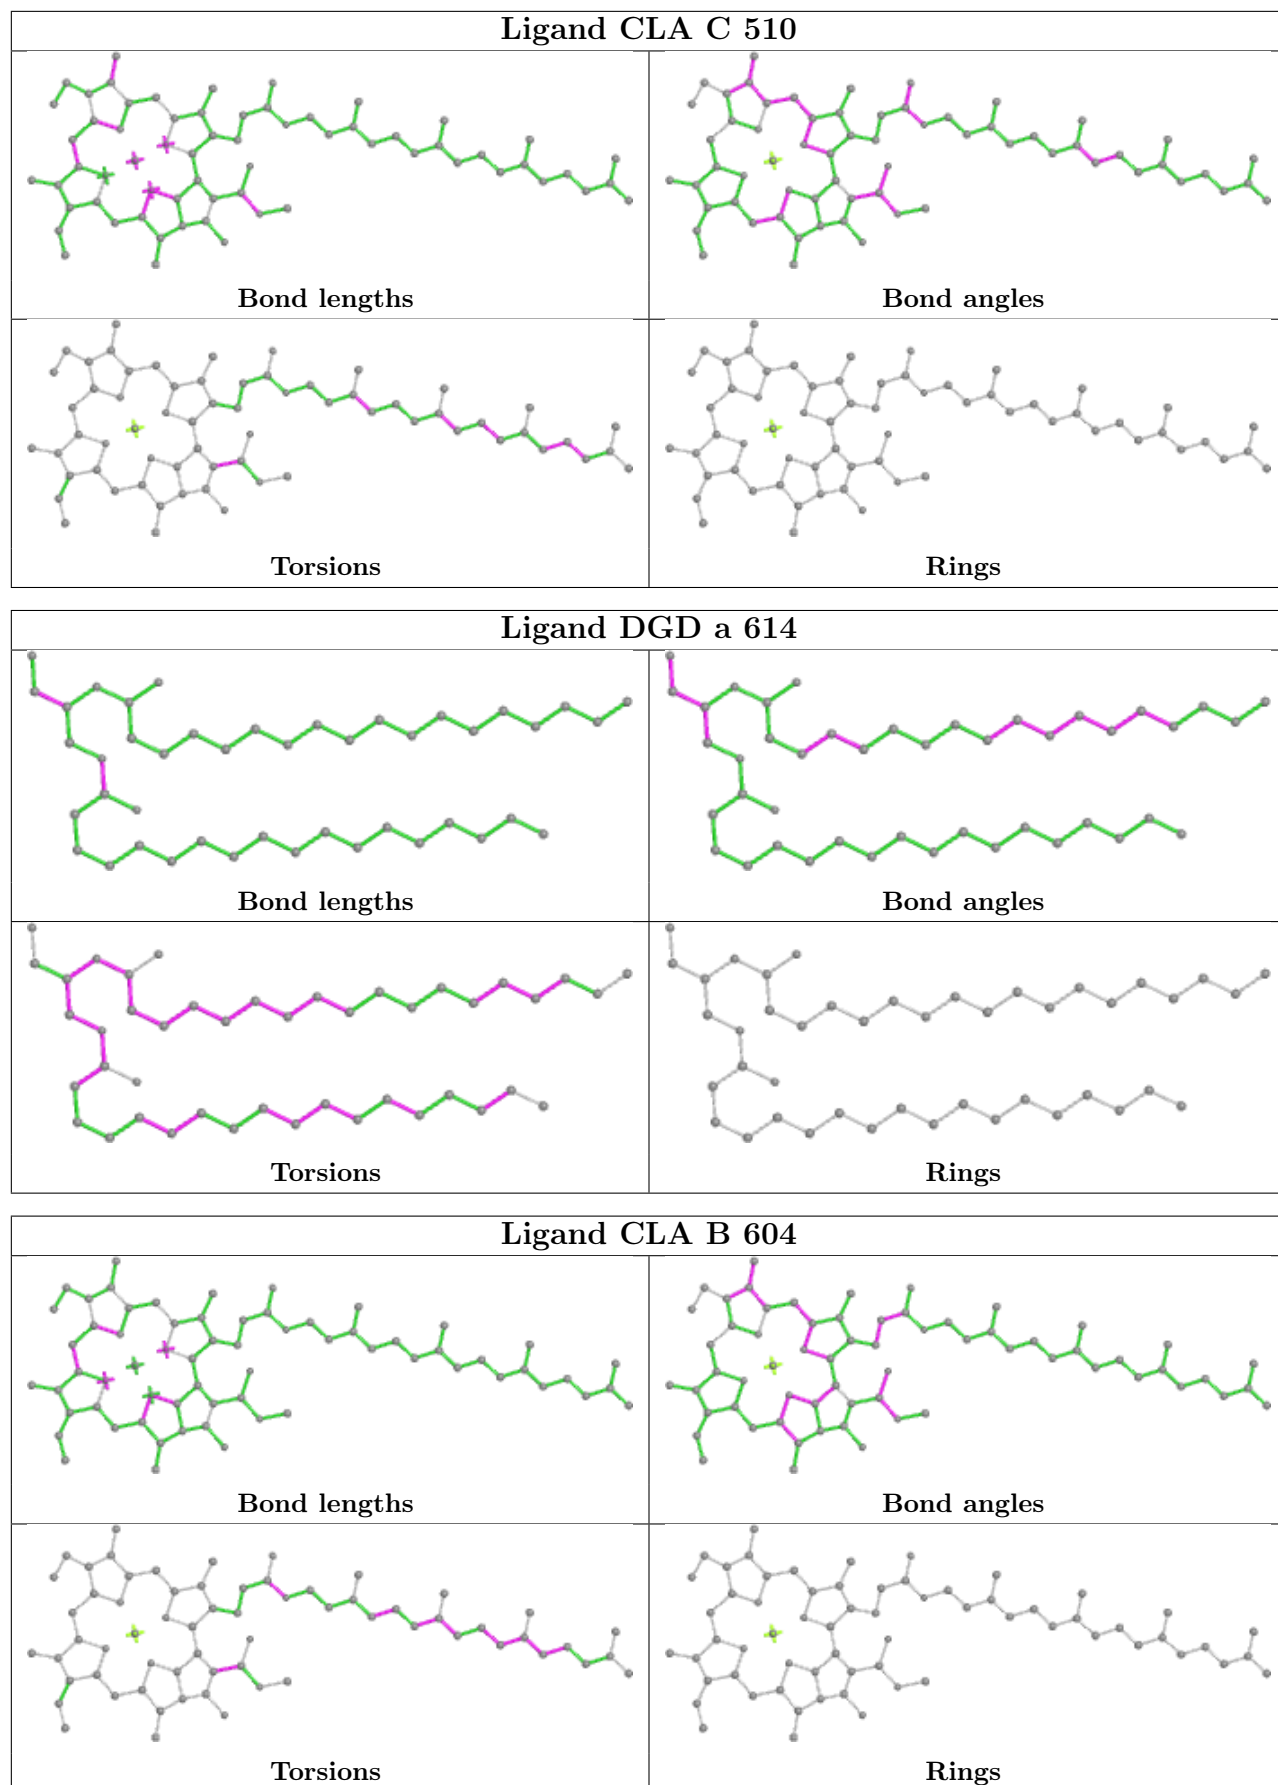 Ligand CLA C 510
Bond lengths
Bond angles
Torsions
Rings
Ligand DGD a 614
Bond lengths
Bond angles
Torsions
Rings
Ligand CLA B 604
Bond lengths
Bond angles
Torsions
Rings